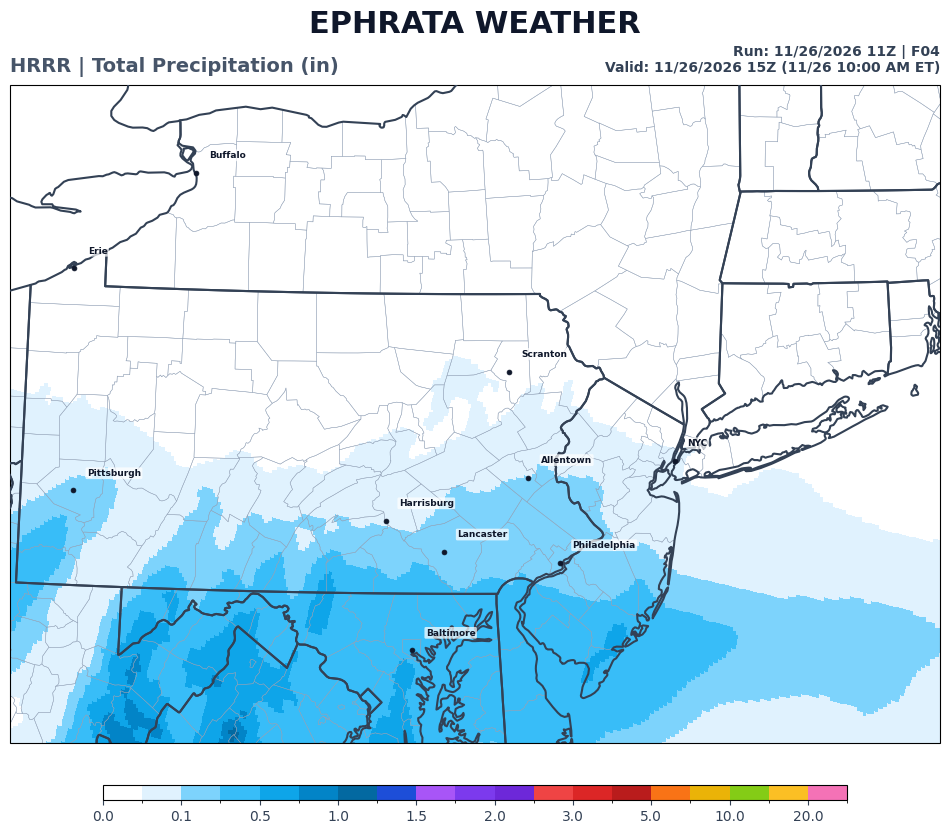 EPHRATA WEATHER
Run: 11/26/2026 11Z | F04
HRRR | Total Precipitation (in)
Valid: 11/26/2026 15Z (11/26 10:00 AM ET)
Buffalo
Erie
Scranton
NYC
Allentown
Pittsburgh
Harrisburg
Lancaster
Philadelphia
Baltimore
0.0 0.1 0.5 1.0 1.5 2.0 3.0 5.0 10.0 20.0